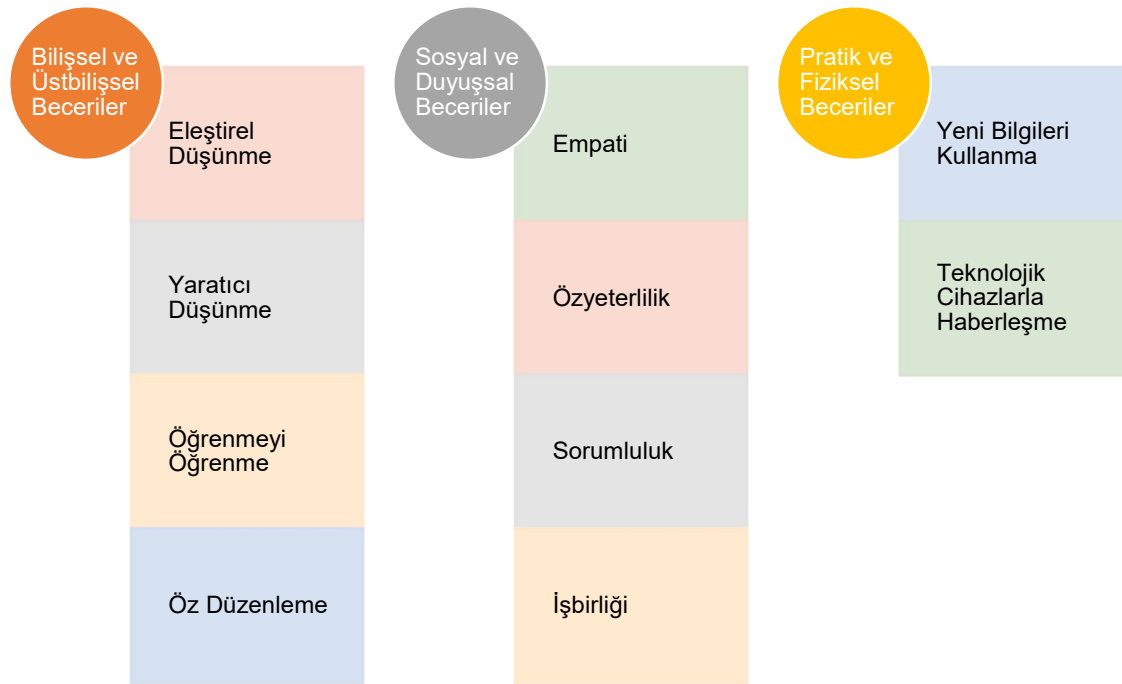 Bilişsel ve
Üstbilişsel
Beceriler
Eleştirel
Düşünme
Yaratıcı
Düşünme
Öğrenmeyi
Öğrenme
Öz Düzenleme
Sosyal ve
Duyuşsal
Beceriler
Empati
Özyeterlilik
Sorumluluk
İşbirliği
Pratik ve
Fiziksel
Beceriler
Yeni Bilgileri
Kullanma
Teknolojik
Cihazlarla
Haberleşme